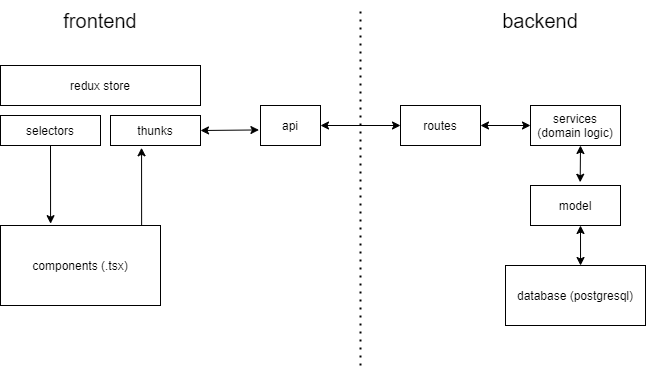 frontend
backend
redux store
selectors
thunks
api
routes
services
(domain logic)
model
components (.tsx)
database (postgresql)